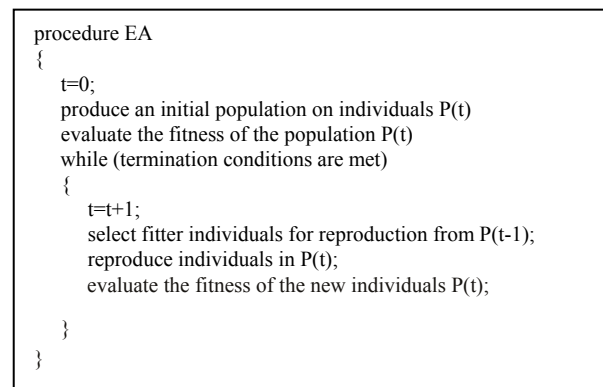 procedure EA
{
t=0;
produce an initial population on individuals P(t)
evaluate the fitness of the population P(t)
while (termination conditions are met)
{
t=t+1;
select fitter individuals for reproduction from P(t-1);
reproduce individuals in P(t);
evaluate the fitness of the new individuals P(t);
}
}